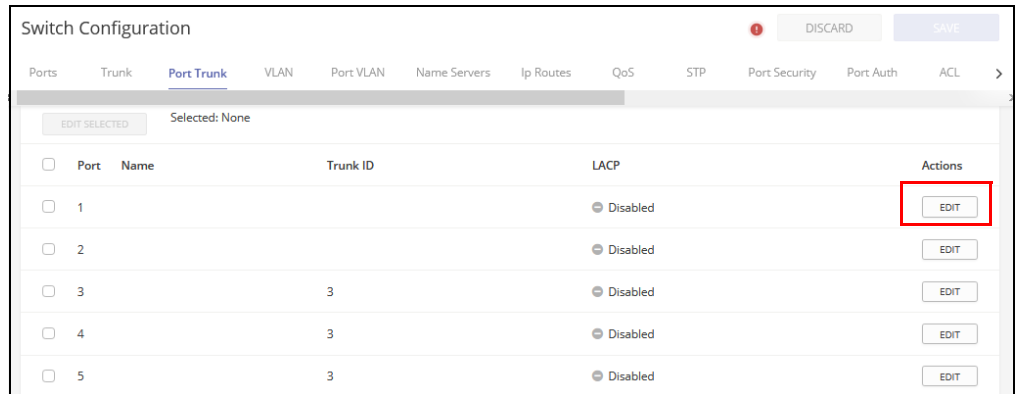 Switch Configuration ! DISCARD SAVE
Ports Trunk Port Trunk VLAN Port VLAN Name Servers Ip Routes QoS STP Port Security Port Auth ACL
EDIT SELECTED Selected: None
Port Name Trunk ID LACP Actions
1 Disabled EDIT
2 Disabled EDIT
3 3 Disabled EDIT
4 3 Disabled EDIT
5 3 Disabled EDIT